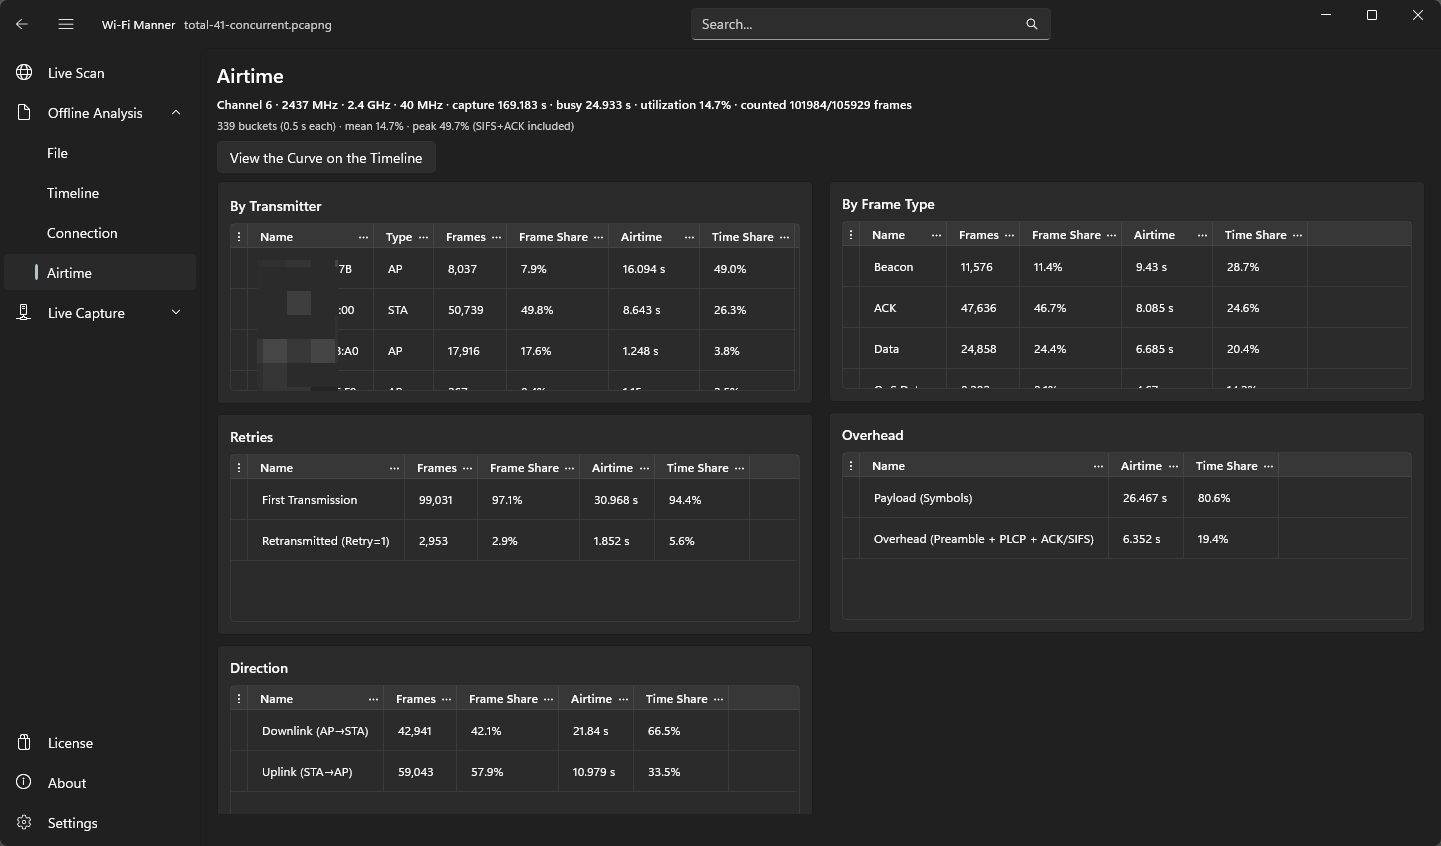 Wi-Fi Manner total-41-concurrent.pcapng
Search...
Live Scan
Offline Analysis
File
Timeline
Connection
Airtime
Live Capture
License
About
Settings
Airtime
Channel 6 · 2437 MHz · 2.4 GHz · 40 MHz · capture 169.183 s · busy 24.933 s · utilization 14.7% · counted 101984/105929 frames
339 buckets (0.5 s each) · mean 14.7% · peak 49.7% (SIFS+ACK included)
View the Curve on the Timeline
By Transmitter
Name Type Frames Frame Share Airtime Time Share
7B AP 8,037 7.9% 16.094 s 49.0%
:00 STA 50,739 49.8% 8.643 s 26.3%
:A0 AP 17,916 17.6% 1.248 s 3.8%
By Frame Type
Name Frames Frame Share Airtime Time Share
Beacon 11,576 11.4% 9.43 s 28.7%
ACK 47,636 46.7% 8.085 s 24.6%
Data 24,858 24.4% 6.685 s 20.4%
Retries
Name Frames Frame Share Airtime Time Share
First Transmission 99,031 97.1% 30.968 s 94.4%
Retransmitted (Retry=1) 2,953 2.9% 1.852 s 5.6%
Overhead
Name Airtime Time Share
Payload (Symbols) 26.467 s 80.6%
Overhead (Preamble + PLCP + ACK/SIFS) 6.352 s 19.4%
Direction
Name Frames Frame Share Airtime Time Share
Downlink (AP→STA) 42,941 42.1% 21.84 s 66.5%
Uplink (STA→AP) 59,043 57.9% 10.979 s 33.5%